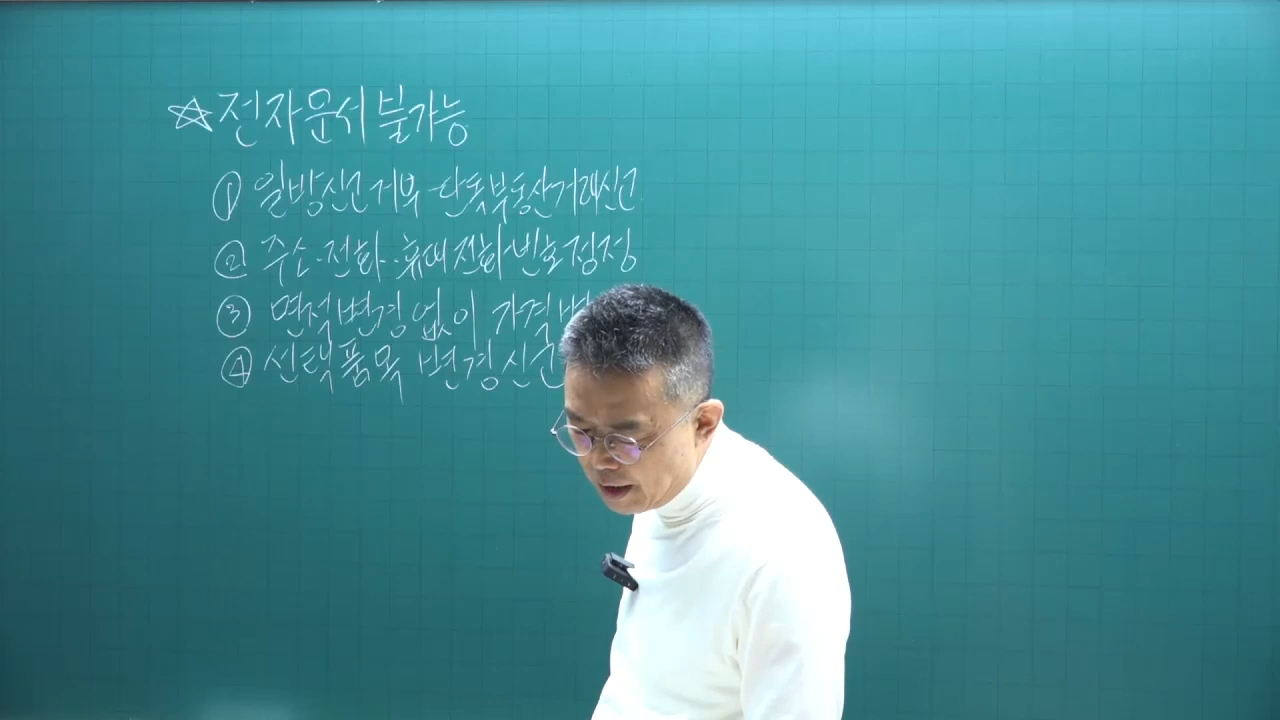 ☆ 전자문서 불가능
① 일방신고 거부 - 단독부동산거래신고
② 주소·전화·휴대전화번호 정정
③ 면적변경 없이 가격변
④ 선택품목 변경신고